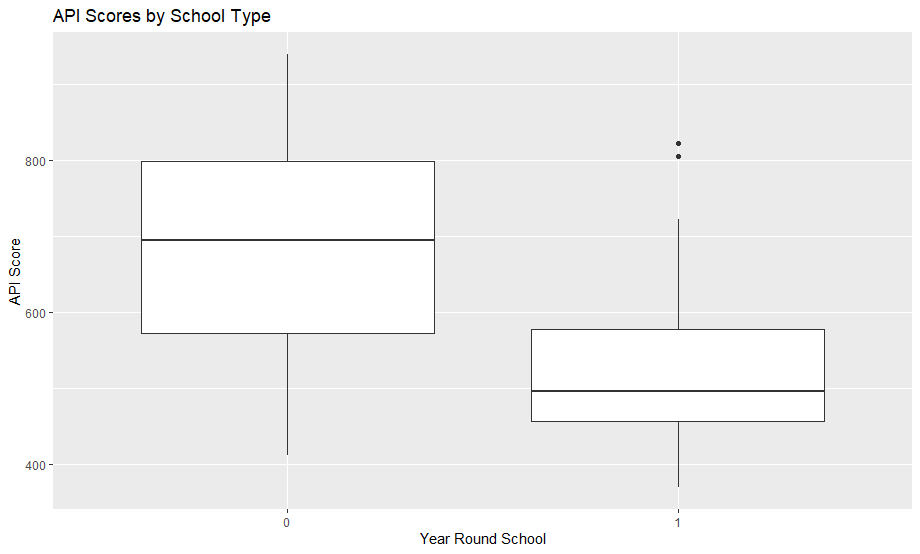 API Scores by School Type
API Score
800
600
400
0
1
Year Round School